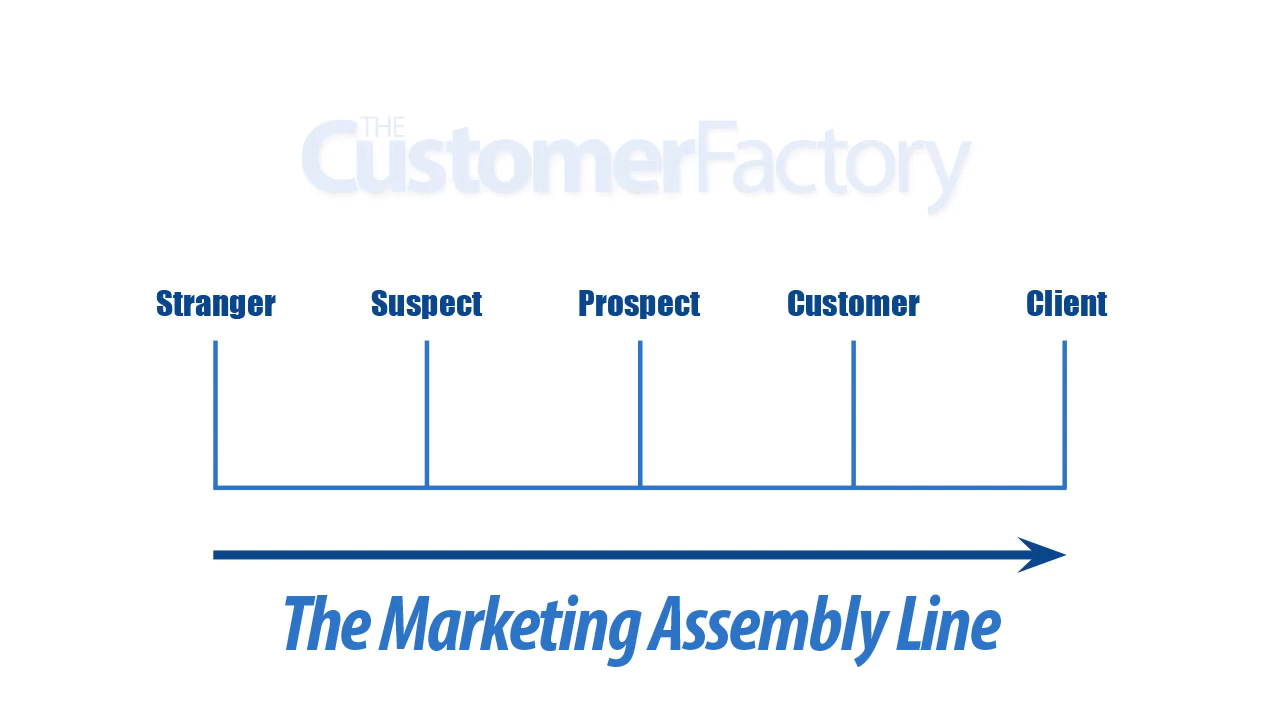 THE
CustomerFactory
Stranger Suspect Prospect Customer Client
The Marketing Assembly Line